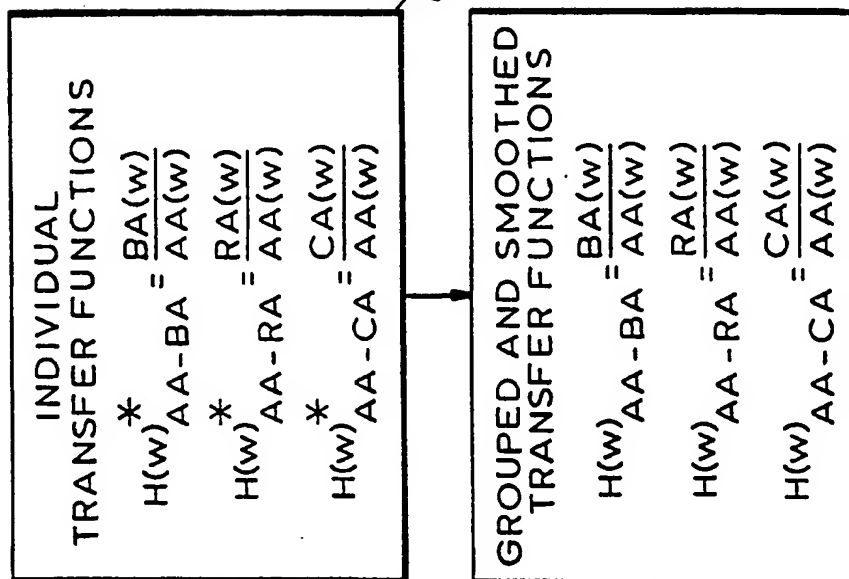 INDIVIDUAL
TRANSFER FUNCTIONS
H(w)*AA-BA = BA(w)/AA(w)
H(w)*AA-RA = RA(w)/AA(w)
H(w)*AA-CA = CA(w)/AA(w)
GROUPED AND SMOOTHED
TRANSFER FUNCTIONS
H(w)AA-BA = BA(w)/AA(w)
H(w)AA-RA = RA(w)/AA(w)
H(w)AA-CA = CA(w)/AA(w)